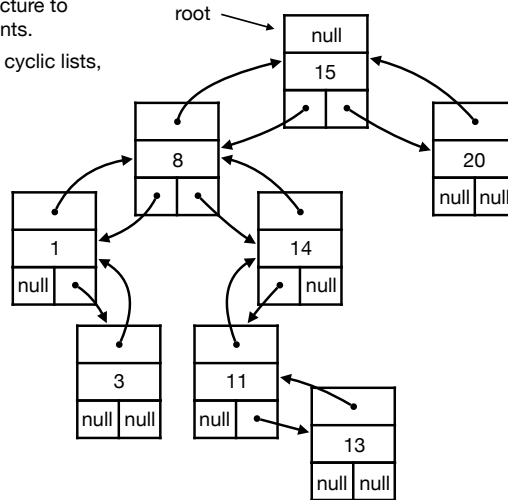 cture to
nts.
cyclic lists,
root
null
15
8
20
null null
1
14
null
null
3
11
null null
null
13
null null